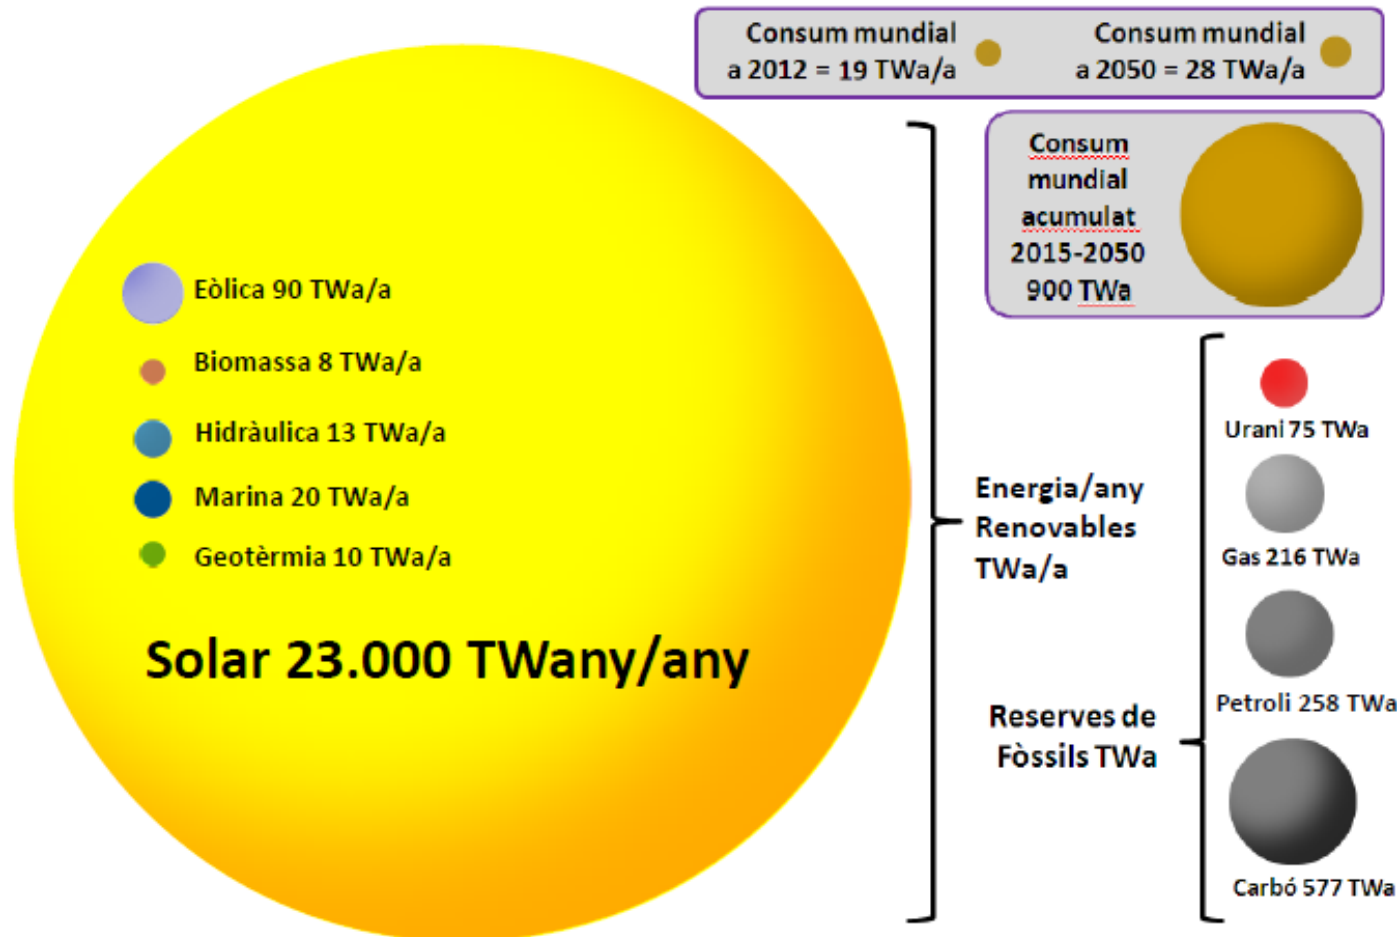 Consum mundial
a 2012 = 19 TWa/a
Consum mundial
a 2050 = 28 TWa/a
Consum
mundial
acumulat
2015-2050
900 TWa
Eòlica 90 TWa/a
Biomassa 8 TWa/a
Hidràulica 13 TWa/a
Marina 20 TWa/a
Geotèrmia 10 TWa/a
Solar 23.000 TWany/any
Energia/any
Renovables
TWa/a
Reserves de
Fòssils TWa
Urani 75 TWa
Gas 216 TWa
Petroli 258 TWa
Carbó 577 TWa